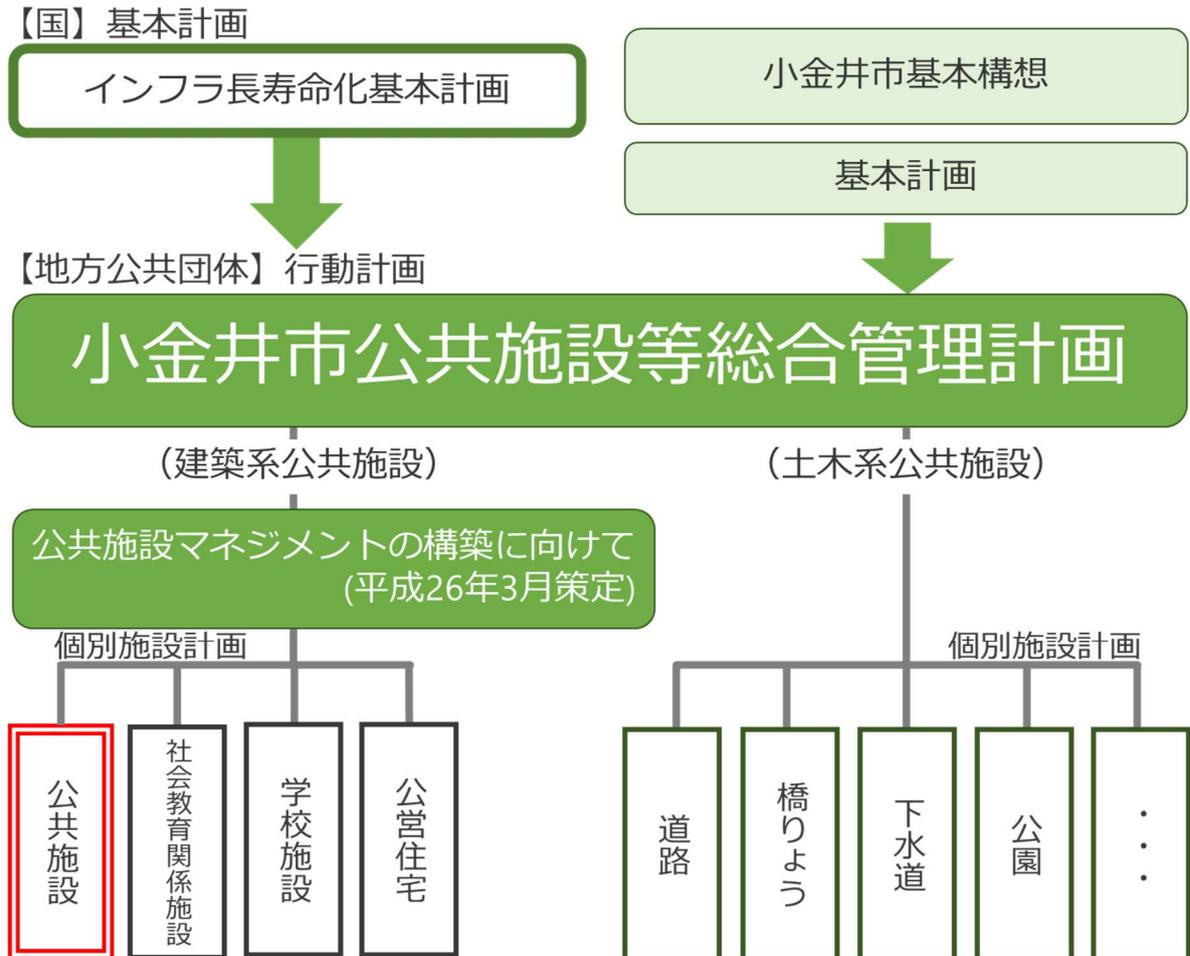 【国】基本計画
インフラ長寿命化基本計画
小金井市基本構想
基本計画
【地方公共団体】行動計画
小金井市公共施設等総合管理計画
（建築系公共施設）
（土木系公共施設）
公共施設マネジメントの構築に向けて
(平成26年3月策定)
個別施設計画
個別施設計画
公共施設
社会教育関係施設
学校施設
公営住宅
道路
橋りょう
下水道
公園
・・・